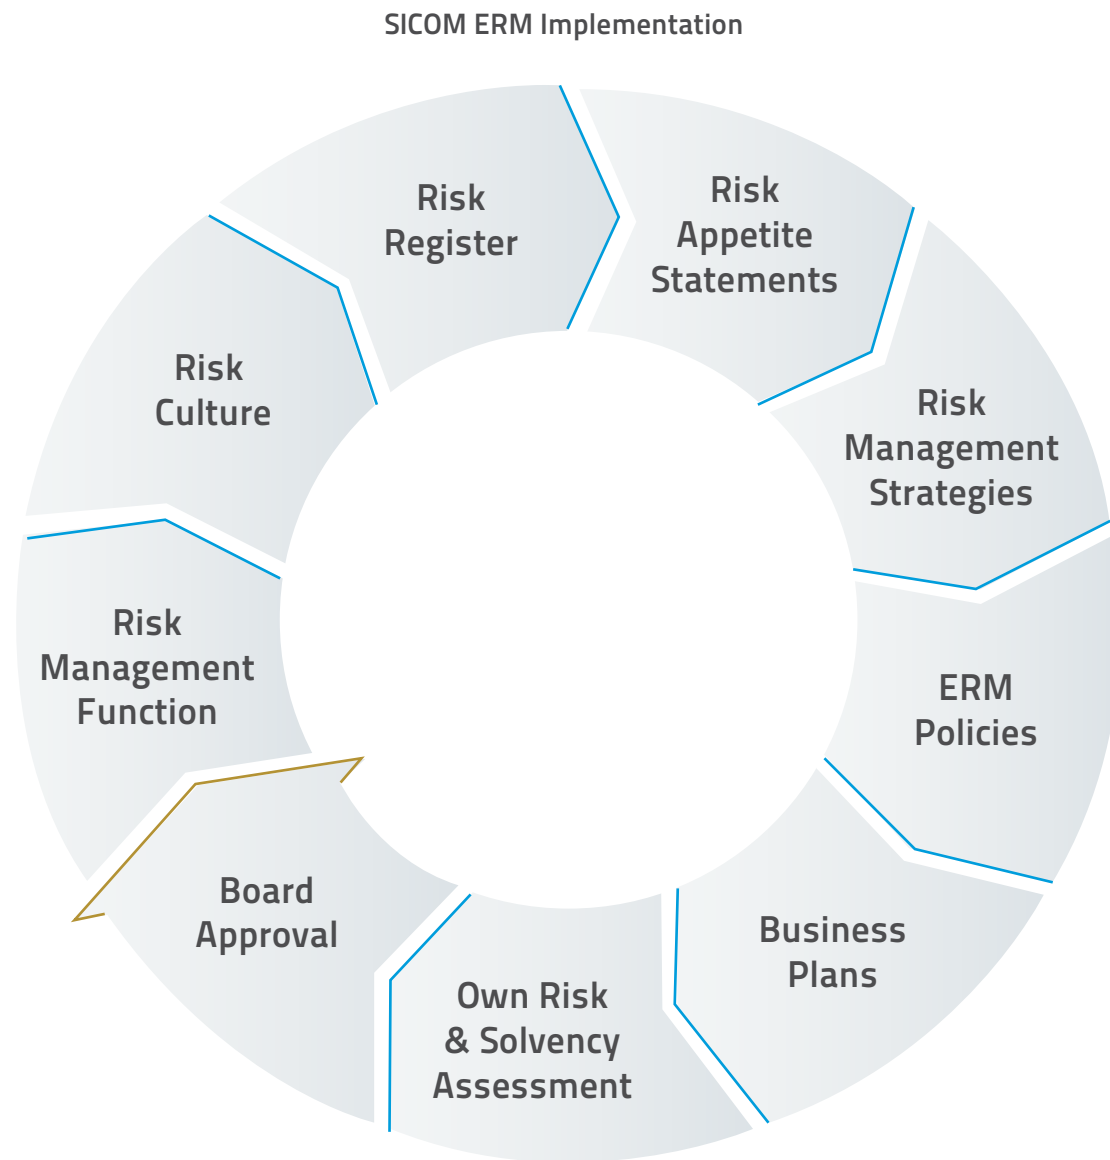 SICOM ERM Implementation
Risk
Register
Risk
Appetite
Statements
Risk
Management
Strategies
ERM
Policies
Business
Plans
Own Risk
& Solvency
Assessment
Board
Approval
Risk
Management
Function
Risk
Culture